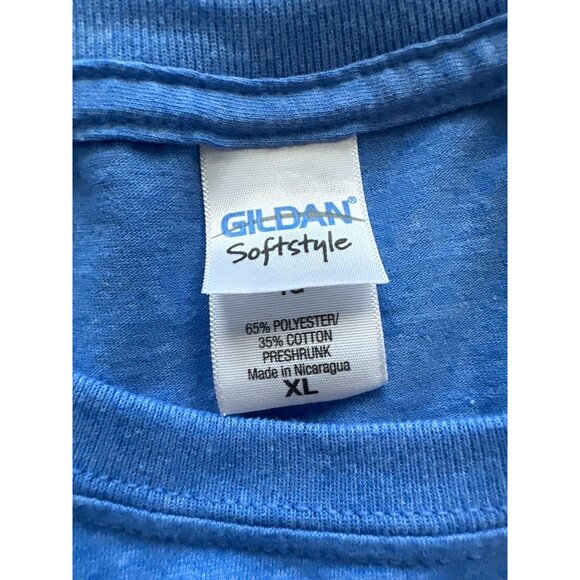 GILDAN®
Softstyle
65% POLYESTER/
35% COTTON
PRESHRUNK
Made in Nicaragua
XL